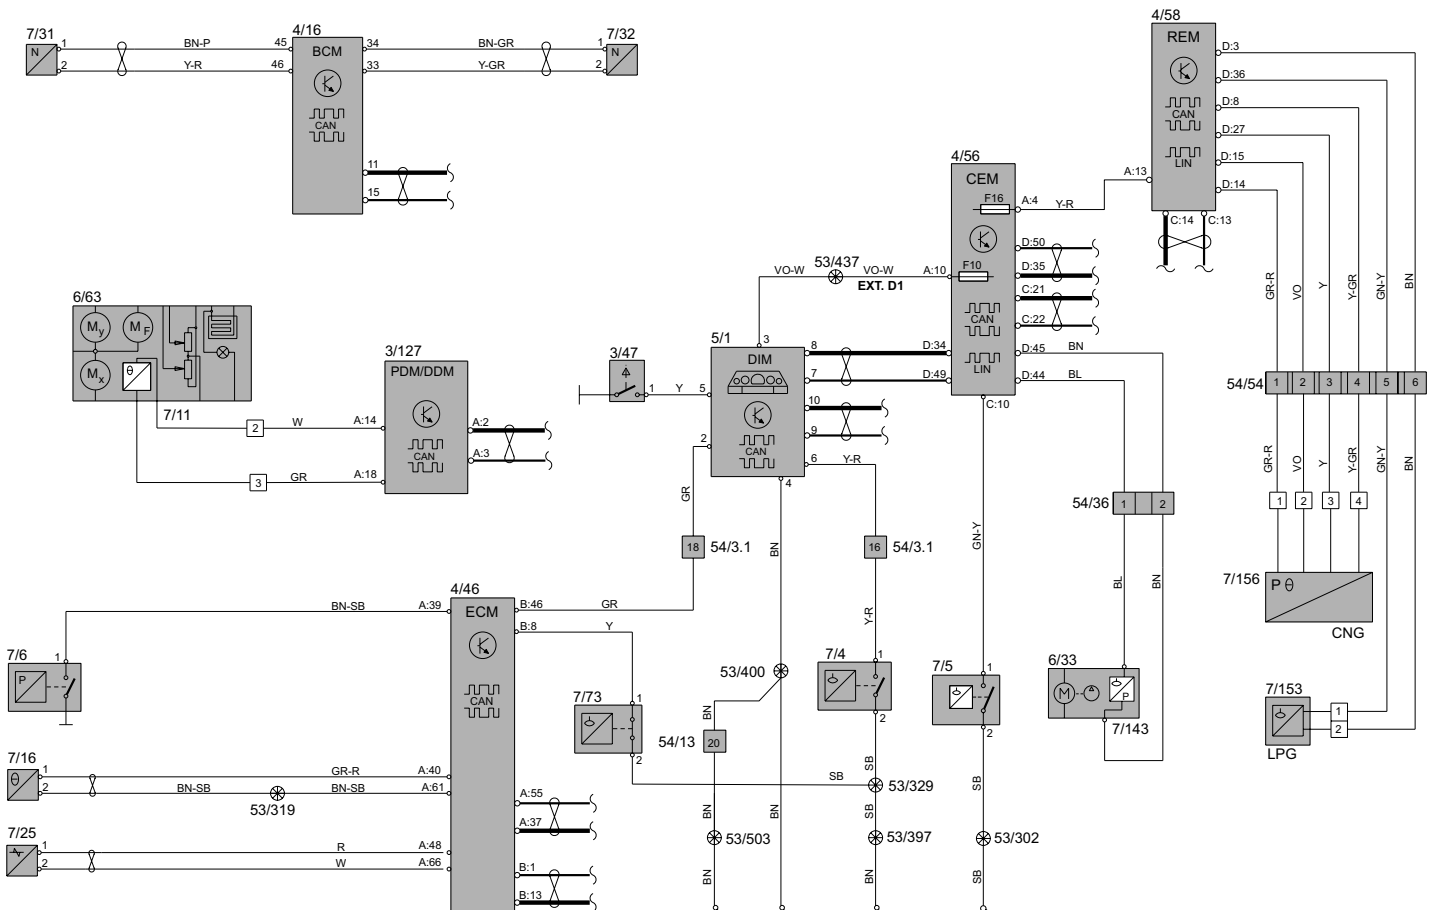 7/31
N
1
2
BN-P
Y-R
45
46
4/16
BCM
CAN
34
33
BN-GR
Y-GR
1
2
7/32
N
11
15
4/58
REM
CAN
LIN
D:3
D:36
D:8
D:27
D:15
D:14
A:13
C:14
C:13
4/56
CEM
F16
A:4
Y-R
D:50
D:35
C:21
C:22
D:45
BN
D:44
BL
F10
A:10
CAN
LIN
D:34
D:49
C:10
53/437
VO-W
VO-W
EXT. D1
6/63
My
MF
Mx
θ
7/11
2
W
A:14
3
GR
A:18
3/127
PDM/DDM
CAN
A:2
A:3
3/47
1
Y
5
5/1
3
DIM
CAN
8
7
10
9
6
Y-R
2
4
GR
18
54/3.1
BN
16
54/3.1
Y-R
GR-R
VO
Y
Y-GR
GN-Y
BN
54/54
1
2
3
4
5
6
GR-R
VO
Y
Y-GR
GN-Y
BN
1
2
3
4
7/156
P θ
CNG
7/153
1
2
LPG
54/36
1
2
GN-Y
BL
BN
6/33
M
P
7/143
4/46
ECM
CAN
BN-SB
A:39
B:46
GR
B:8
Y
7/6
1
P
7/16
θ
1
2
GR-R
A:40
BN-SB
BN-SB
A:61
53/319
7/25
1
2
R
A:48
W
A:66
A:55
A:37
B:1
B:13
7/73
1
2
SB
53/400
BN
54/13
20
BN
53/503
BN
BN
7/4
1
2
SB
53/329
SB
53/397
BN
7/5
1
2
SB
53/302
SB